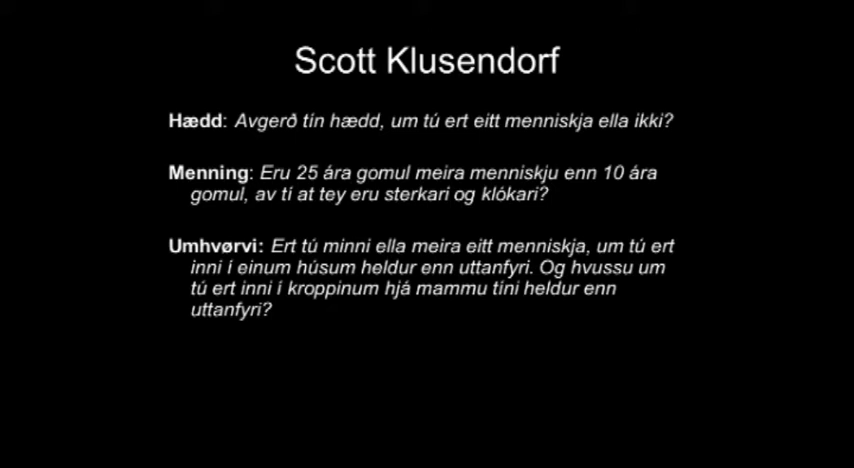 Scott Klusendorf
Hædd: Avgerð tín hædd, um tú ert eitt menniskja ella ikki?
Menning: Eru 25 ára gomul meira menniskju enn 10 ára
gomul, av tí at tey eru sterkari og klókari?
Umhvørvi: Ert tú minni ella meira eitt menniskja, um tú ert
inni í einum húsum heldur enn uttanfyri. Og hvussu um
tú ert inni í kroppinum hjá mammu tíni heldur enn
uttanfyri?